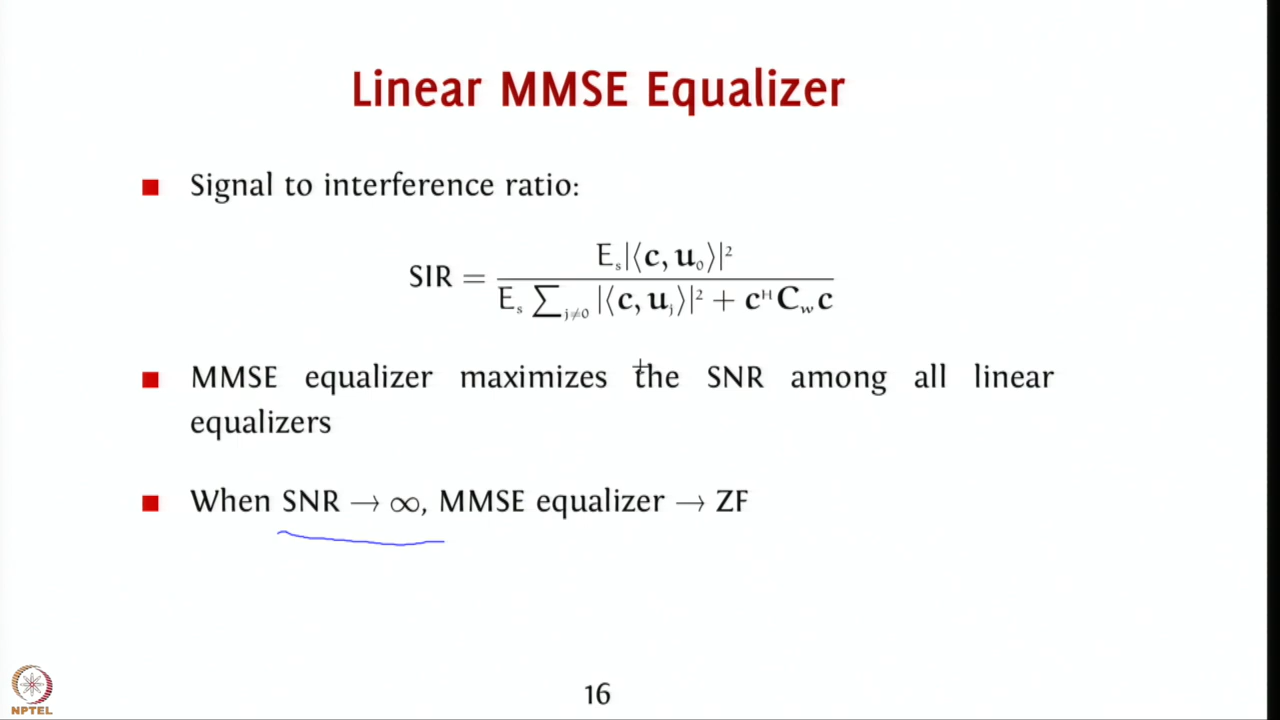 Linear MMSE Equalizer
Signal to interference ratio:
SIR = E_s|⟨c, u_0⟩|² / (E_s ∑_{j≠0} |⟨c, u_j⟩|² + c^H C_w c)
MMSE equalizer maximizes the SNR among all linear
equalizers
When SNR → ∞, MMSE equalizer → ZF
NPTEL
16